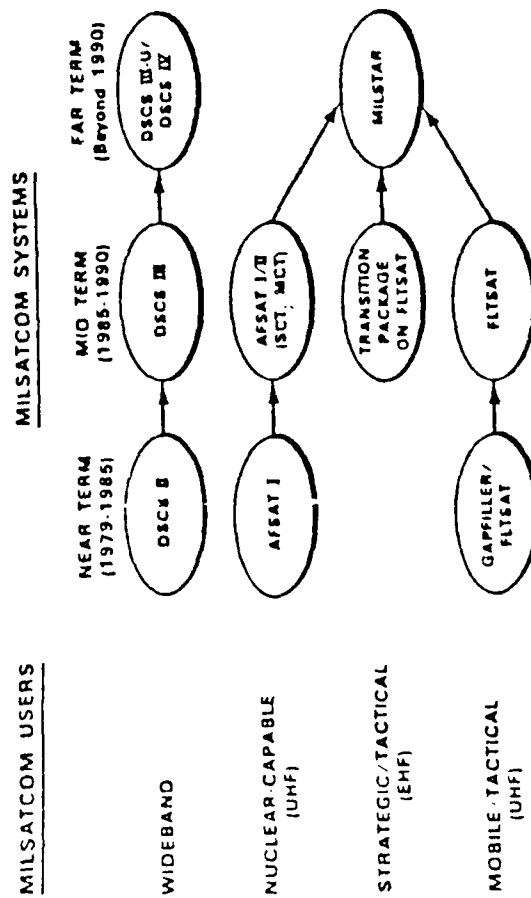 MILSATCOM USERS
MILSATCOM SYSTEMS
NEAR TERM
(1979-1985)
MID TERM
(1985-1990)
FAR TERM
(Beyond 1990)
WIDEBAND
DSCS II
DSCS III
DSCS III-U/
DSCS IV
NUCLEAR-CAPABLE
(UHF)
AFSAT I
AFSAT I/II
(SCT, MCT)
STRATEGIC/TACTICAL
(EHF)
TRANSITION
PACKAGE
ON FLTSAT
MILSTAR
MOBILE-TACTICAL
(UHF)
GAPFILLER/
FLTSAT
FLTSAT